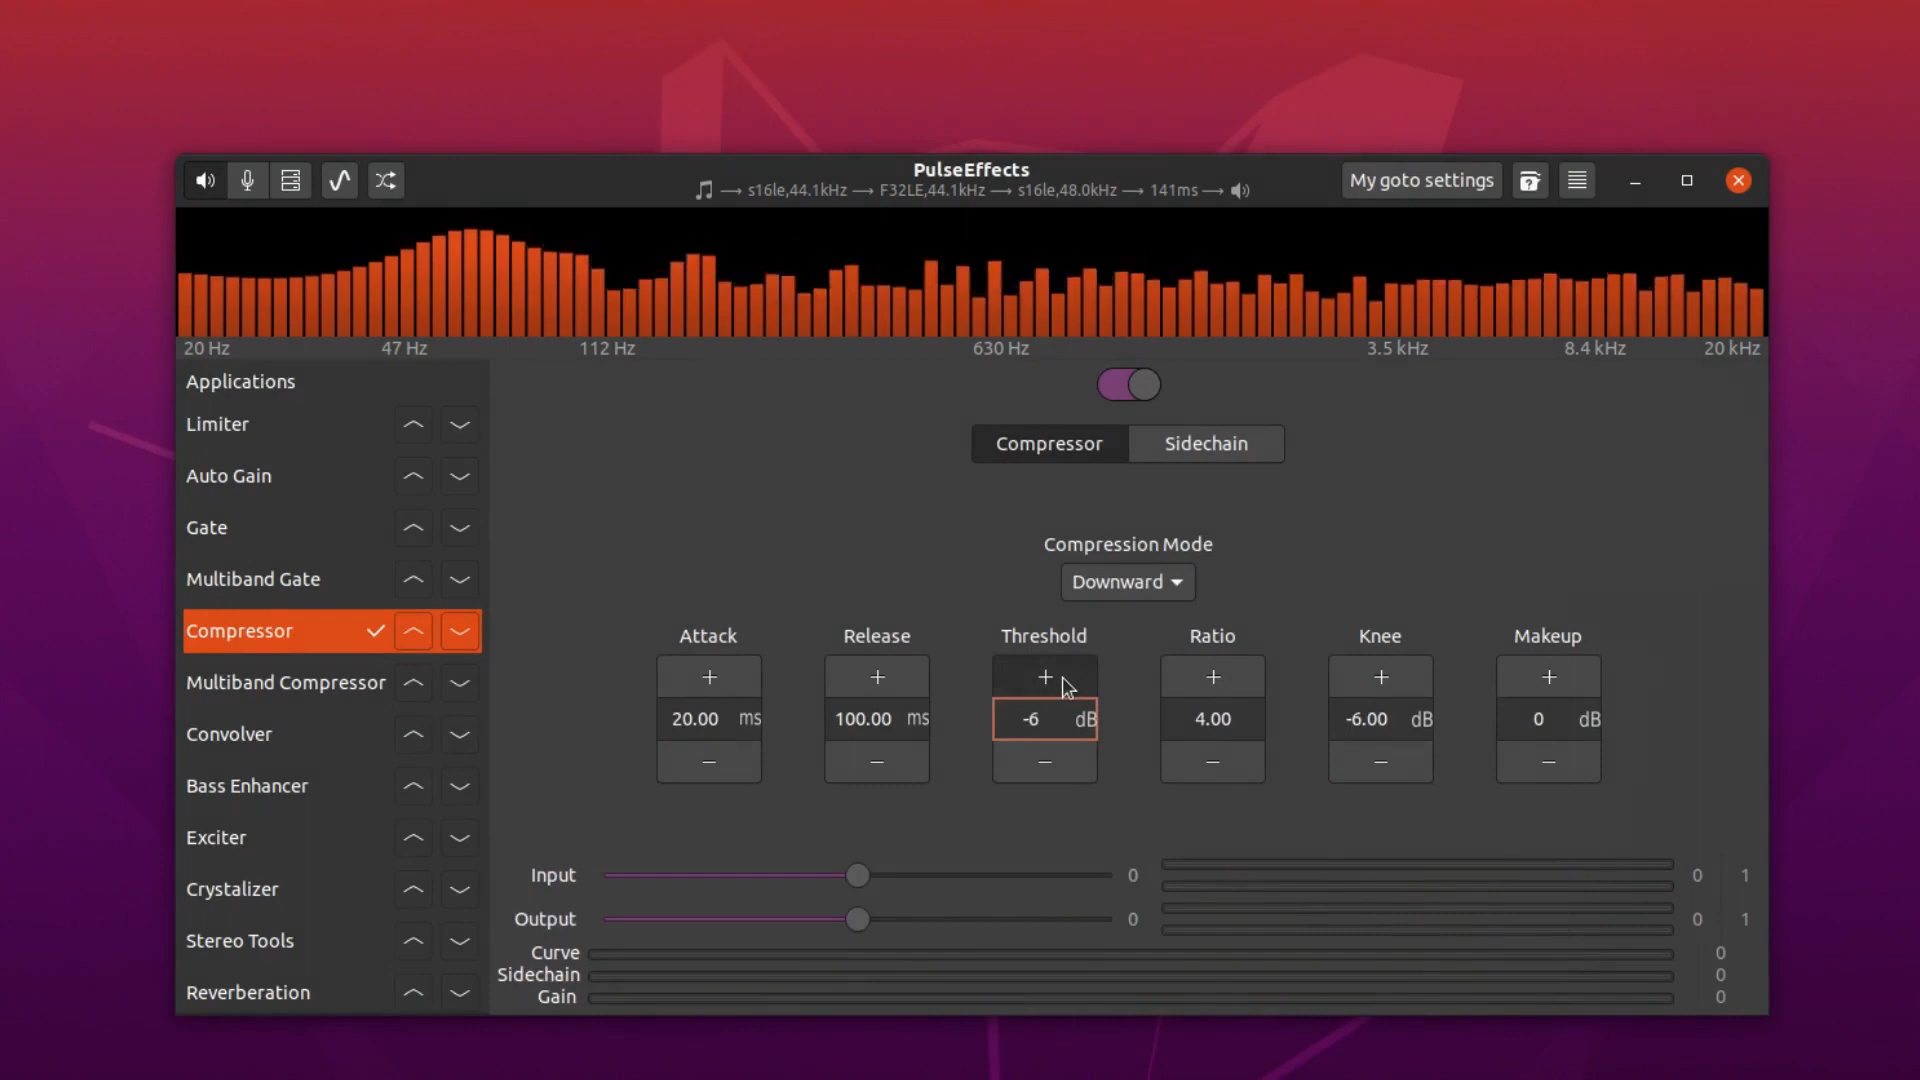 PulseEffects
s16le,44.1kHz → F32LE,44.1kHz → s16le,48.0kHz → 141ms →
My goto settings
20 Hz 47 Hz 112 Hz 630 Hz 3.5 kHz 8.4 kHz 20 kHz
Applications
Limiter
Auto Gain
Gate
Multiband Gate
Compressor
Multiband Compressor
Convolver
Bass Enhancer
Exciter
Crystalizer
Stereo Tools
Reverberation
Compressor Sidechain
Compression Mode
Downward
Attack Release Threshold Ratio Knee Makeup
+ + + + + +
20.00 ms 100.00 ms -6 dB 4.00 -6.00 dB 0 dB
− − − − − −
Input 0 0 1
Output 0 0 1
Curve 0
Sidechain 0
Gain 0